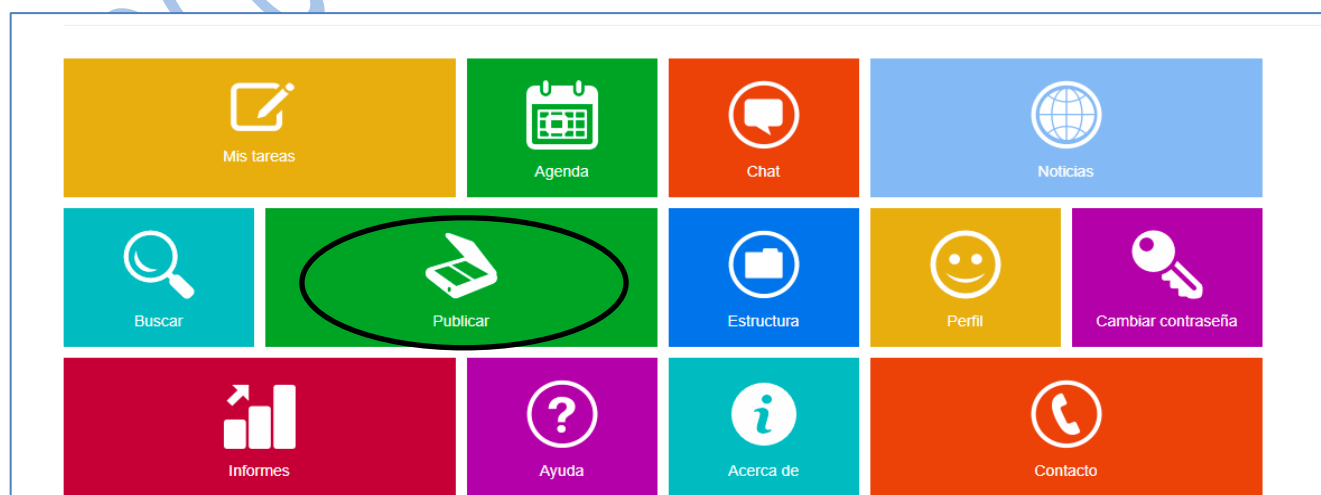 Mis tareas
Agenda
Chat
Noticias
Buscar
Publicar
Estructura
Perfil
Cambiar contraseña
Informes
Ayuda
Acerca de
Contacto